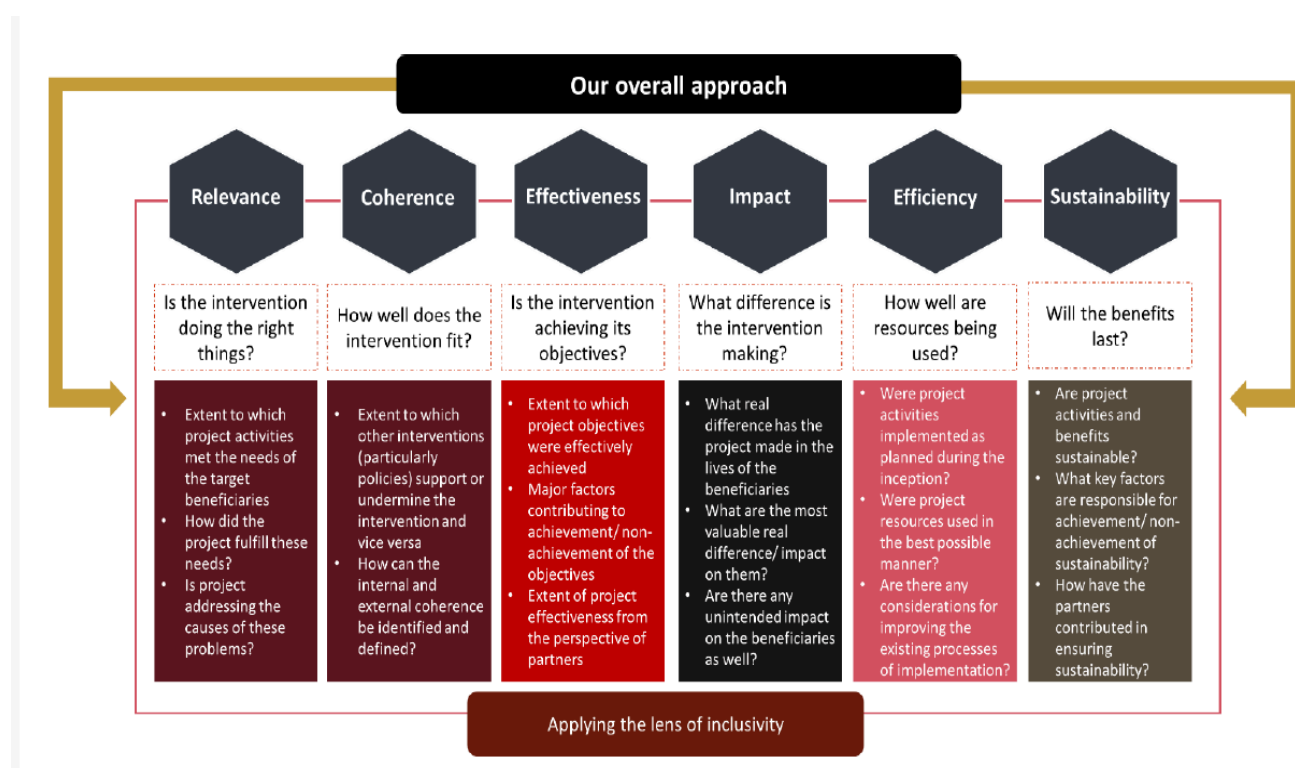 Our overall approach
Relevance
Coherence
Effectiveness
Impact
Efficiency
Sustainability
Is the intervention
doing the right
things?
How well does the
intervention fit?
Is the intervention
achieving its
objectives?
What difference is
the intervention
making?
How well are
resources being
used?
Will the benefits
last?
• Extent to which
project activities
met the needs of
the target
beneficiaries
• How did the
project fulfill these
needs?
• Is project
addressing the
causes of these
problems?
• Extent to which
other interventions
(particularly
policies) support or
undermine the
intervention and
vice versa
• How can the
internal and
external coherence
be identified and
defined?
• Extent to which
project objectives
were effectively
achieved
• Major factors
contributing to
achievement/ non-
achievement of the
objectives
• Extent of project
effectiveness from
the perspective of
partners
• What real
difference has the
project made in the
lives of the
beneficiaries
• What are the most
valuable real
difference/ impact
on them?
• Are there any
unintended impact
on the beneficiaries
as well?
• Were project
activities
implemented as
planned during the
inception?
• Were project
resources used in
the best possible
manner?
• Are there any
considerations for
improving the
existing processes
of implementation?
• Are project
activities and
benefits
sustainable?
• What key factors
are responsible for
achievement/ non-
achievement of
sustainability?
• How have the
partners
contributed in
ensuring
sustainability?
Applying the lens of inclusivity